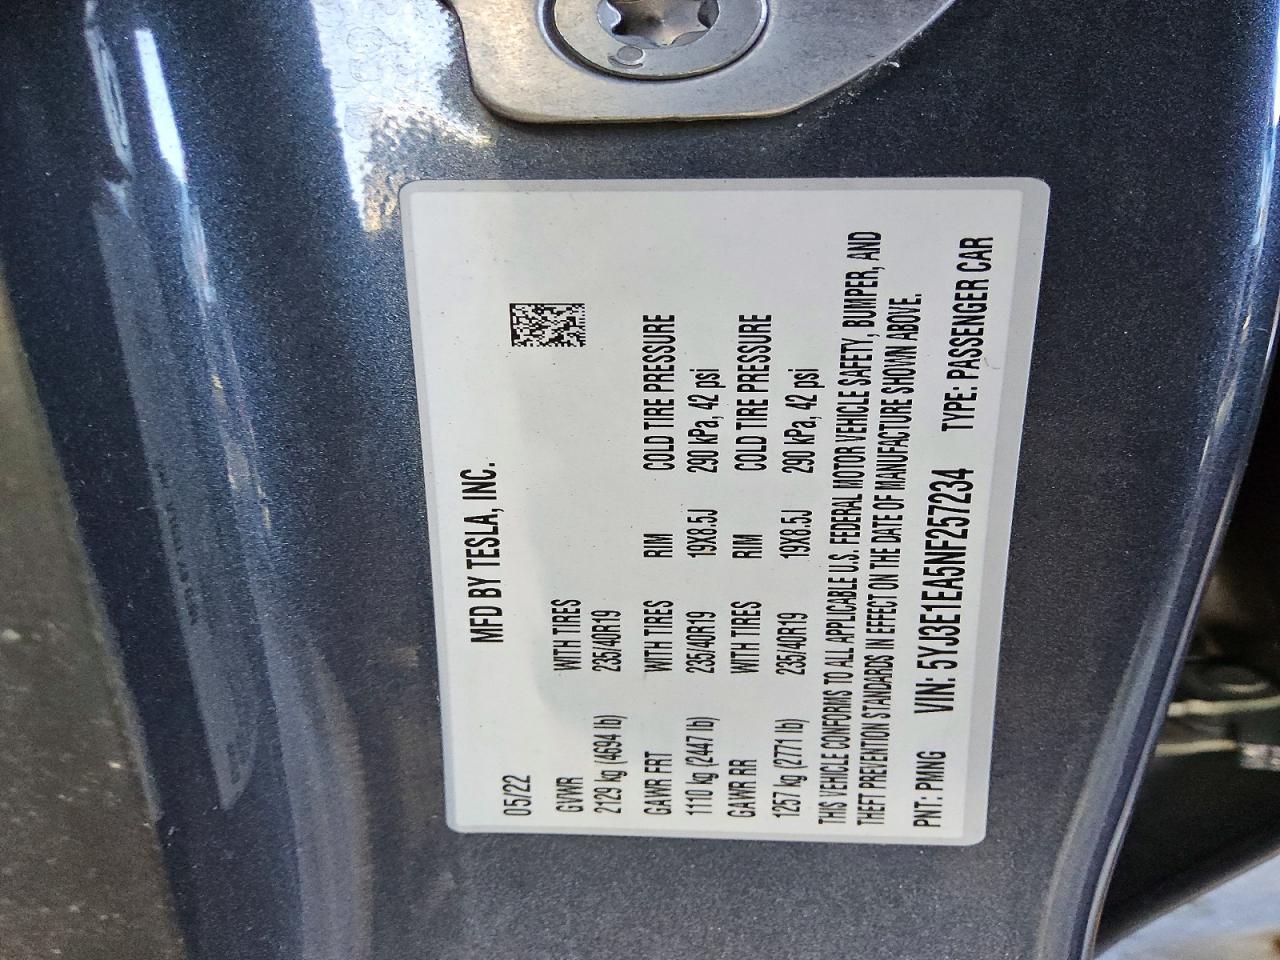 MFD BY TESLA, INC.
05/22
GVWR WITH TIRES
2129 kg (4694 lb) 235/40R19
GAWR FRT WITH TIRES RIM COLD TIRE PRESSURE
1110 kg (2447 lb) 235/40R19 19X8.5J 290 kPa, 42 psi
GAWR RR WITH TIRES RIM COLD TIRE PRESSURE
1257 kg (2771 lb) 235/40R19 19X8.5J 290 kPa, 42 psi
THIS VEHICLE CONFORMS TO ALL APPLICABLE U.S. FEDERAL MOTOR VEHICLE SAFETY, BUMPER, AND
THEFT PREVENTION STANDARDS IN EFFECT ON THE DATE OF MANUFACTURE SHOWN ABOVE.
PNT: PMNG VIN: 5YJ3E1EA5NF257234 TYPE: PASSENGER CAR